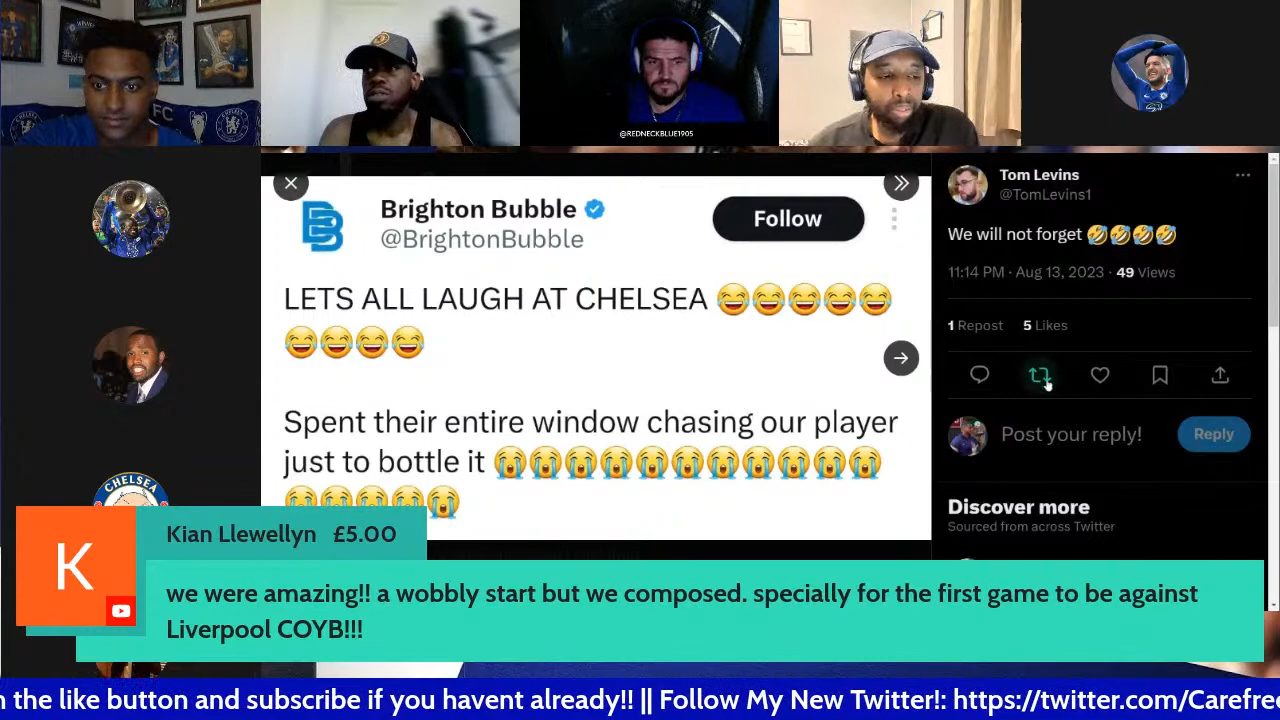 @REDNECKBLUE1905
Brighton Bubble
@BrightonBubble
Follow
LETS ALL LAUGH AT CHELSEA 😂😂😂😂😂
😂😂😂😂
Spent their entire window chasing our player
just to bottle it 😭😭😭😭😭😭😭😭😭😭😭
😭😭😭😭😭
Tom Levins
@TomLevins1
We will not forget 🤣🤣🤣🤣
11:14 PM · Aug 13, 2023 · 49 Views
1 Repost 5 Likes
Post your reply!
Reply
Discover more
Sourced from across Twitter
CHELSEA
K
Kian Llewellyn £5.00
we were amazing!! a wobbly start but we composed. specially for the first game to be against
Liverpool COYB!!!
the like button and subscribe if you havent already!! || Follow My New Twitter!: https://twitter.com/Carefre